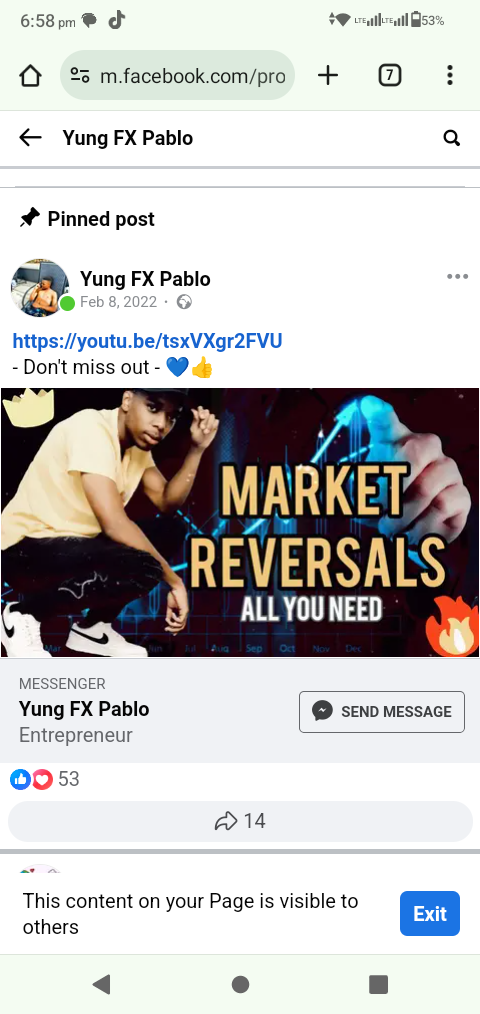 6:58 pm
LTE LTE 53%
m.facebook.com/pro
7
Yung FX Pablo
Pinned post
Yung FX Pablo
Feb 8, 2022 ·
https://youtu.be/tsxVXgr2FVU
- Don't miss out - 💙👍
MARKET
REVERSALS
ALL YOU NEED
Mar Jun Jul Aug Sep Oct Nov Dec
MESSENGER
Yung FX Pablo
Entrepreneur
SEND MESSAGE
53
14
This content on your Page is visible to
others
Exit